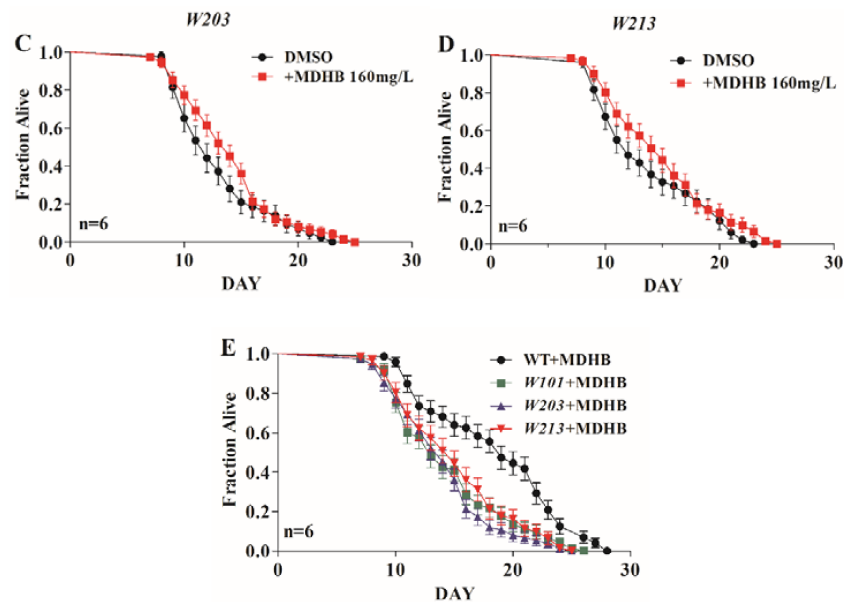 W203
C
DMSO
+MDHB 160mg/L
Fraction Alive
1.0
0.8
0.6
0.4
0.2
0.0
n=6
0
10
20
30
DAY
W213
D
DMSO
+MDHB 160mg/L
Fraction Alive
1.0
0.8
0.6
0.4
0.2
0.0
n=6
0
10
20
30
DAY
E
WT+MDHB
W101+MDHB
W203+MDHB
W213+MDHB
Fraction Alive
1.0
0.8
0.6
0.4
0.2
0.0
n=6
0
10
20
30
DAY